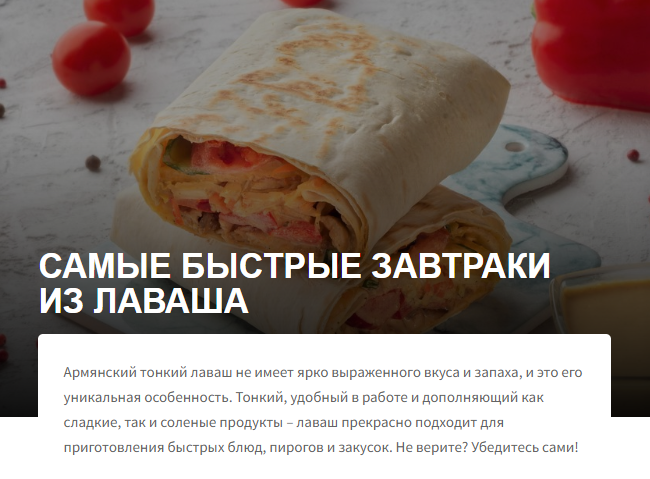 САМЫЕ БЫСТРЫЕ ЗАВТРАКИ
ИЗ ЛАВАША
Армянский тонкий лаваш не имеет ярко выраженного вкуса и запаха, и это его
уникальная особенность. Тонкий, удобный в работе и дополняющий как
сладкие, так и соленые продукты – лаваш прекрасно подходит для
приготовления быстрых блюд, пирогов и закусок. Не верите? Убедитесь сами!